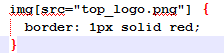 img[src="top_logo.png"] {
  border: 1px solid red;
}